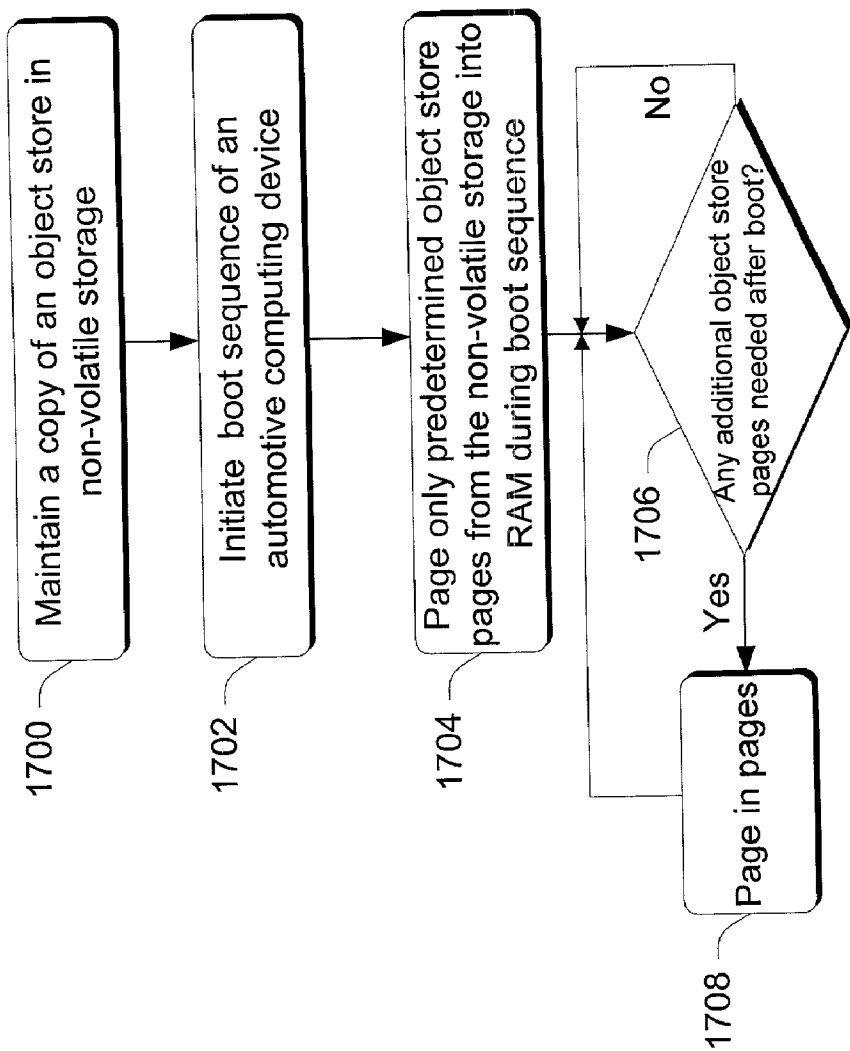 Maintain a copy of an object store in
non-volatile storage
1700
Initiate boot sequence of an
automotive computing device
1702
Page only predetermined object store
pages from the non-volatile storage into
RAM during boot sequence
1704
Any additional object store
pages needed after boot?
1706
No
Yes
Page in pages
1708